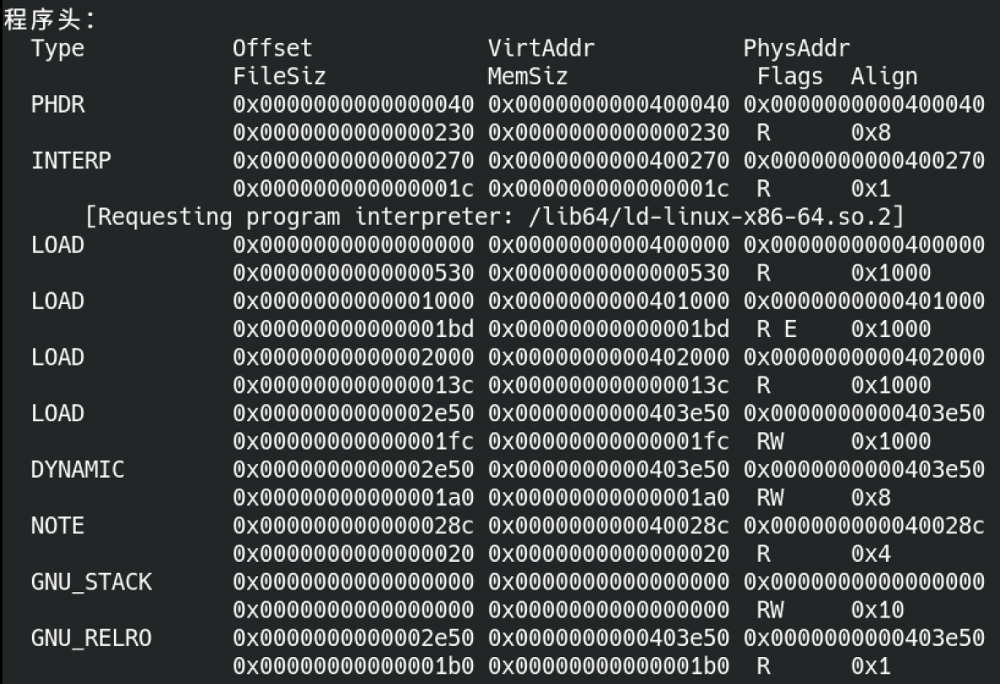 程序头：
Type Offset VirtAddr PhysAddr
FileSiz MemSiz Flags Align
PHDR 0x0000000000000040 0x0000000000400040 0x0000000000400040
0x0000000000000230 0x0000000000000230 R 0x8
INTERP 0x0000000000000270 0x0000000000400270 0x0000000000400270
0x000000000000001c 0x000000000000001c R 0x1
[Requesting program interpreter: /lib64/ld-linux-x86-64.so.2]
LOAD 0x0000000000000000 0x0000000000400000 0x0000000000400000
0x0000000000000530 0x0000000000000530 R 0x1000
LOAD 0x0000000000001000 0x0000000000401000 0x0000000000401000
0x00000000000001bd 0x00000000000001bd R E 0x1000
LOAD 0x0000000000002000 0x0000000000402000 0x0000000000402000
0x000000000000013c 0x000000000000013c R 0x1000
LOAD 0x0000000000002e50 0x0000000000403e50 0x0000000000403e50
0x00000000000001fc 0x00000000000001fc RW 0x1000
DYNAMIC 0x0000000000002e50 0x0000000000403e50 0x0000000000403e50
0x00000000000001a0 0x00000000000001a0 RW 0x8
NOTE 0x000000000000028c 0x000000000040028c 0x000000000040028c
0x0000000000000020 0x0000000000000020 R 0x4
GNU_STACK 0x0000000000000000 0x0000000000000000 0x0000000000000000
0x0000000000000000 0x0000000000000000 RW 0x10
GNU_RELRO 0x0000000000002e50 0x0000000000403e50 0x0000000000403e50
0x00000000000001b0 0x00000000000001b0 R 0x1